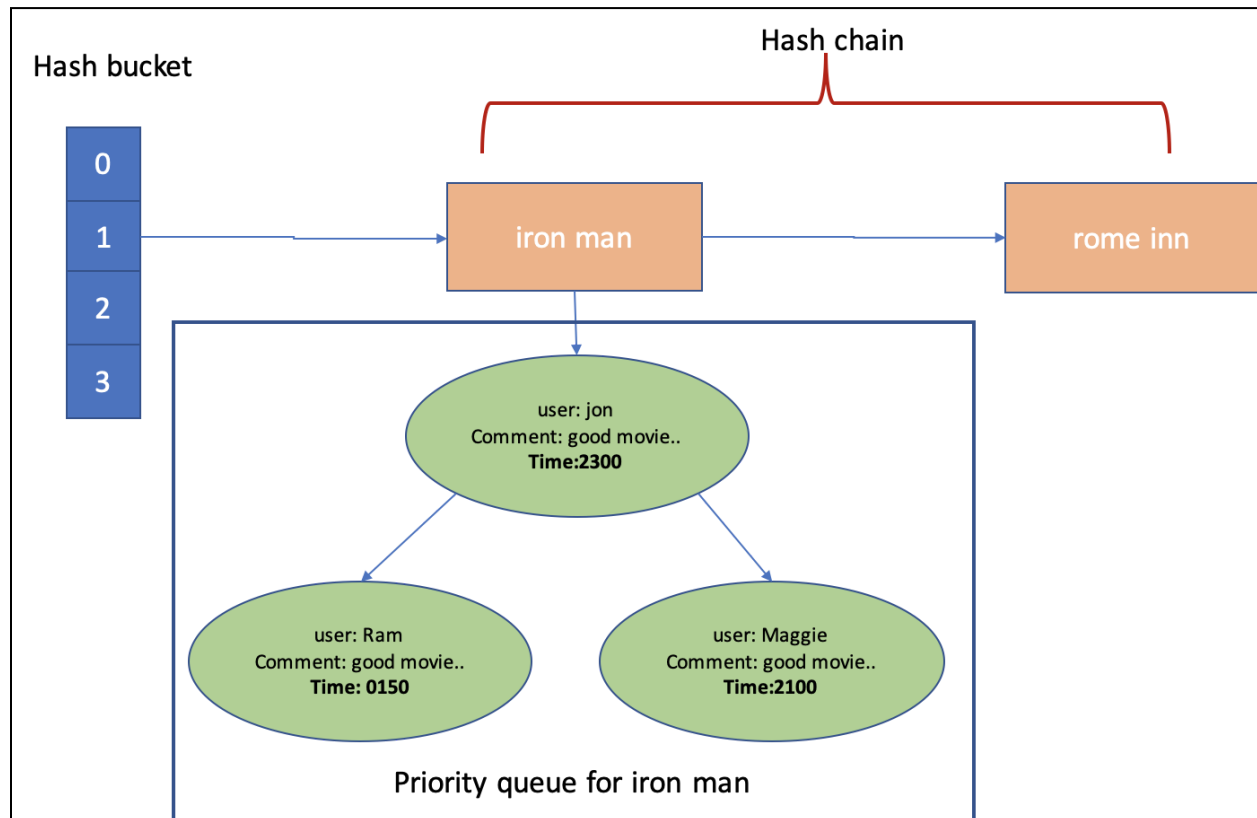 Hash chain
Hash bucket
0
1
2
3
iron man
rome inn
user: jon
Comment: good movie..
Time:2300
user: Ram
Comment: good movie..
Time: 0150
user: Maggie
Comment: good movie..
Time:2100
Priority queue for iron man